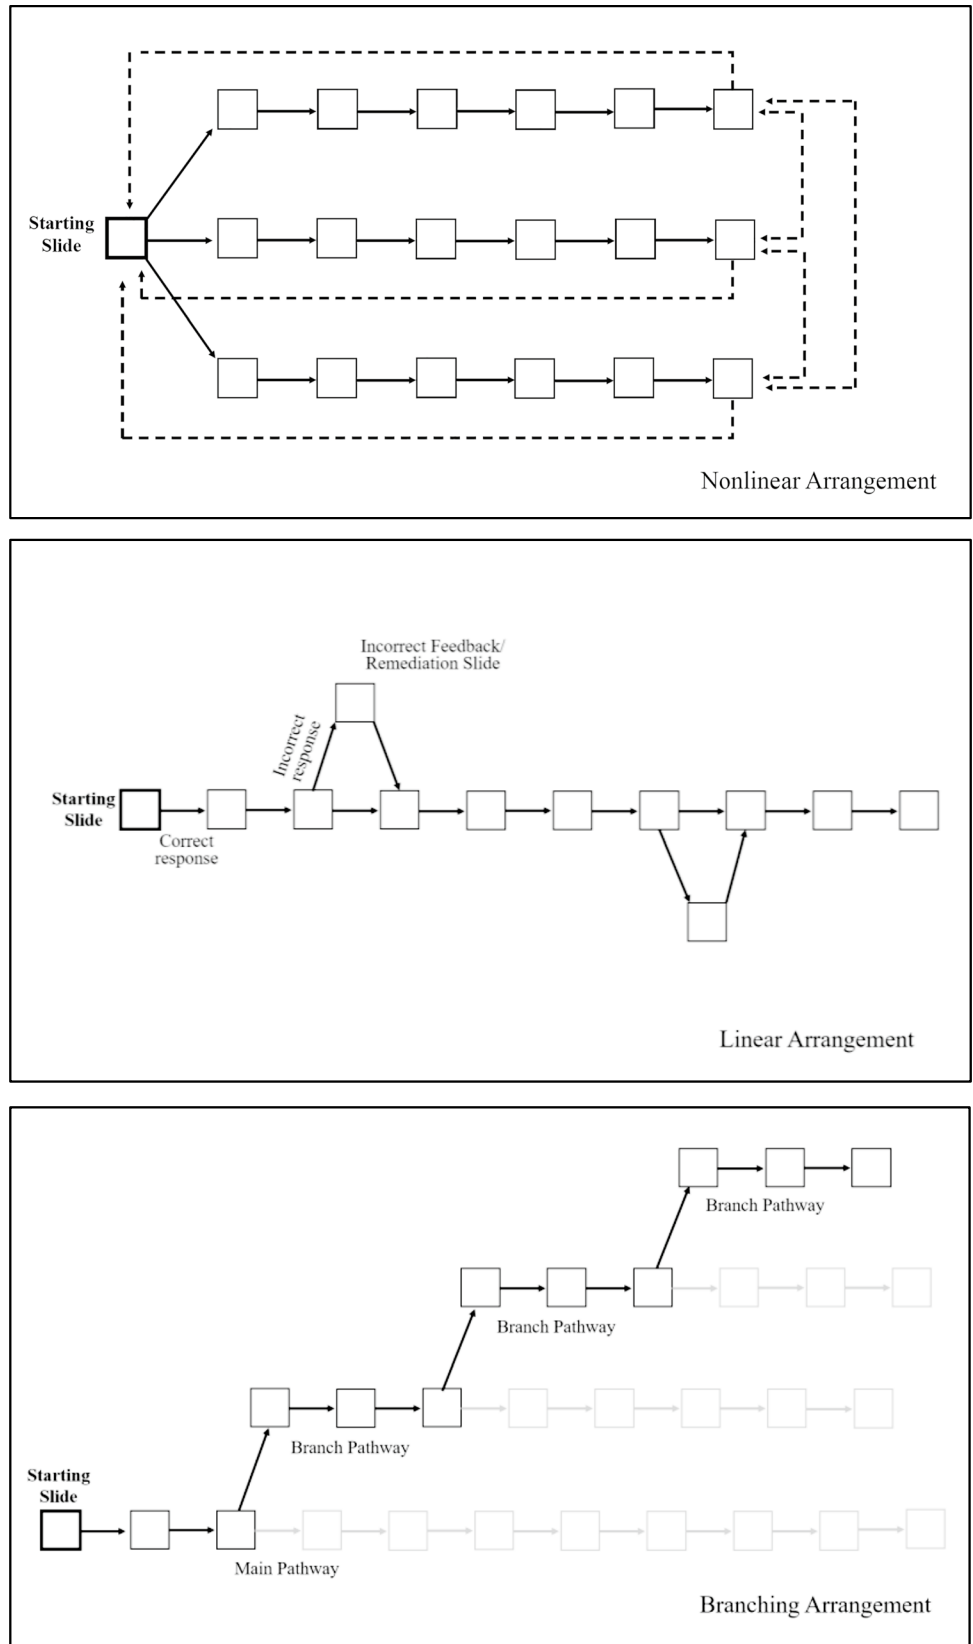 Starting
Slide
Nonlinear Arrangement
Incorrect Feedback/
Remediation Slide
Incorrect
response
Starting
Slide
Correct
response
Linear Arrangement
Branch Pathway
Branch Pathway
Branch Pathway
Starting
Slide
Main Pathway
Branching Arrangement